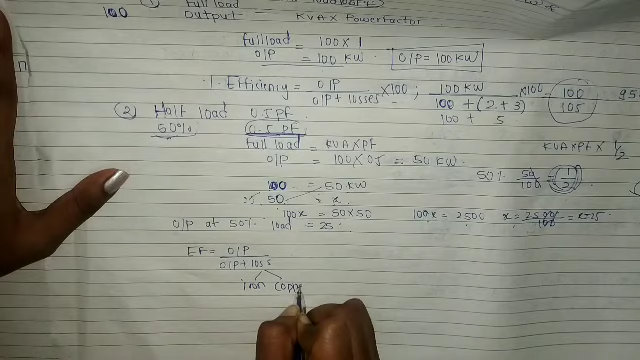 ① Full load
100 Output - KVA X Powerfactor
full load = 100 X 1
O/P = 100 KW O/P = 100 KW
% Efficiency = O/P / O/P + losses X 100 ; 100 KW / 100 + (2 + 3) X 100 100 / 105 95
100 + 5
② Half load 0.5 pf
50% 0.5 pf KVA X Pf X 1/2
full load = KVA X Pf
O/P = 100 X 0.5 = 50 KW. 50% 50/100 = 1/2
100 = 50 KW
50 = x
100x = 50 X 50 100x = 2500 x = 2500/100 = x = 25
O/P at 50% load = 25
EF = O/P / O/P + loss
iron coppe